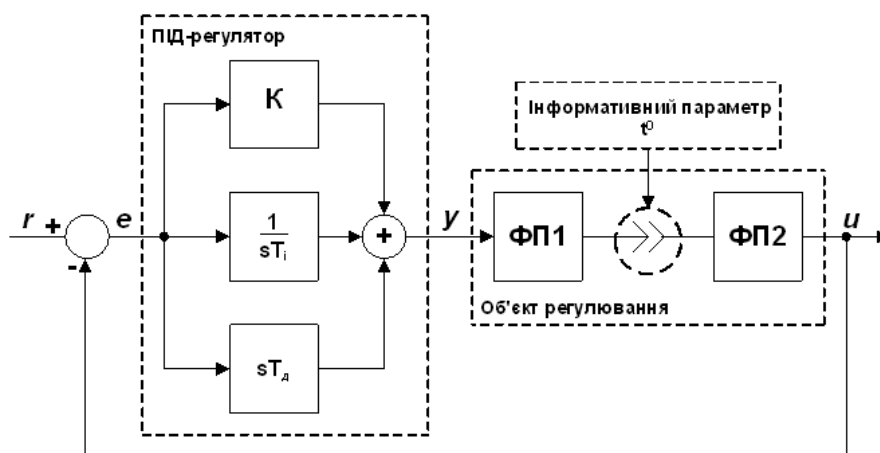 ПІД-регулятор
К
Інформативний параметр
t⁰
r +
e
1
sTᵢ
+
y
ФП1
ФП2
u
-
Об'єкт регулювання
sTд